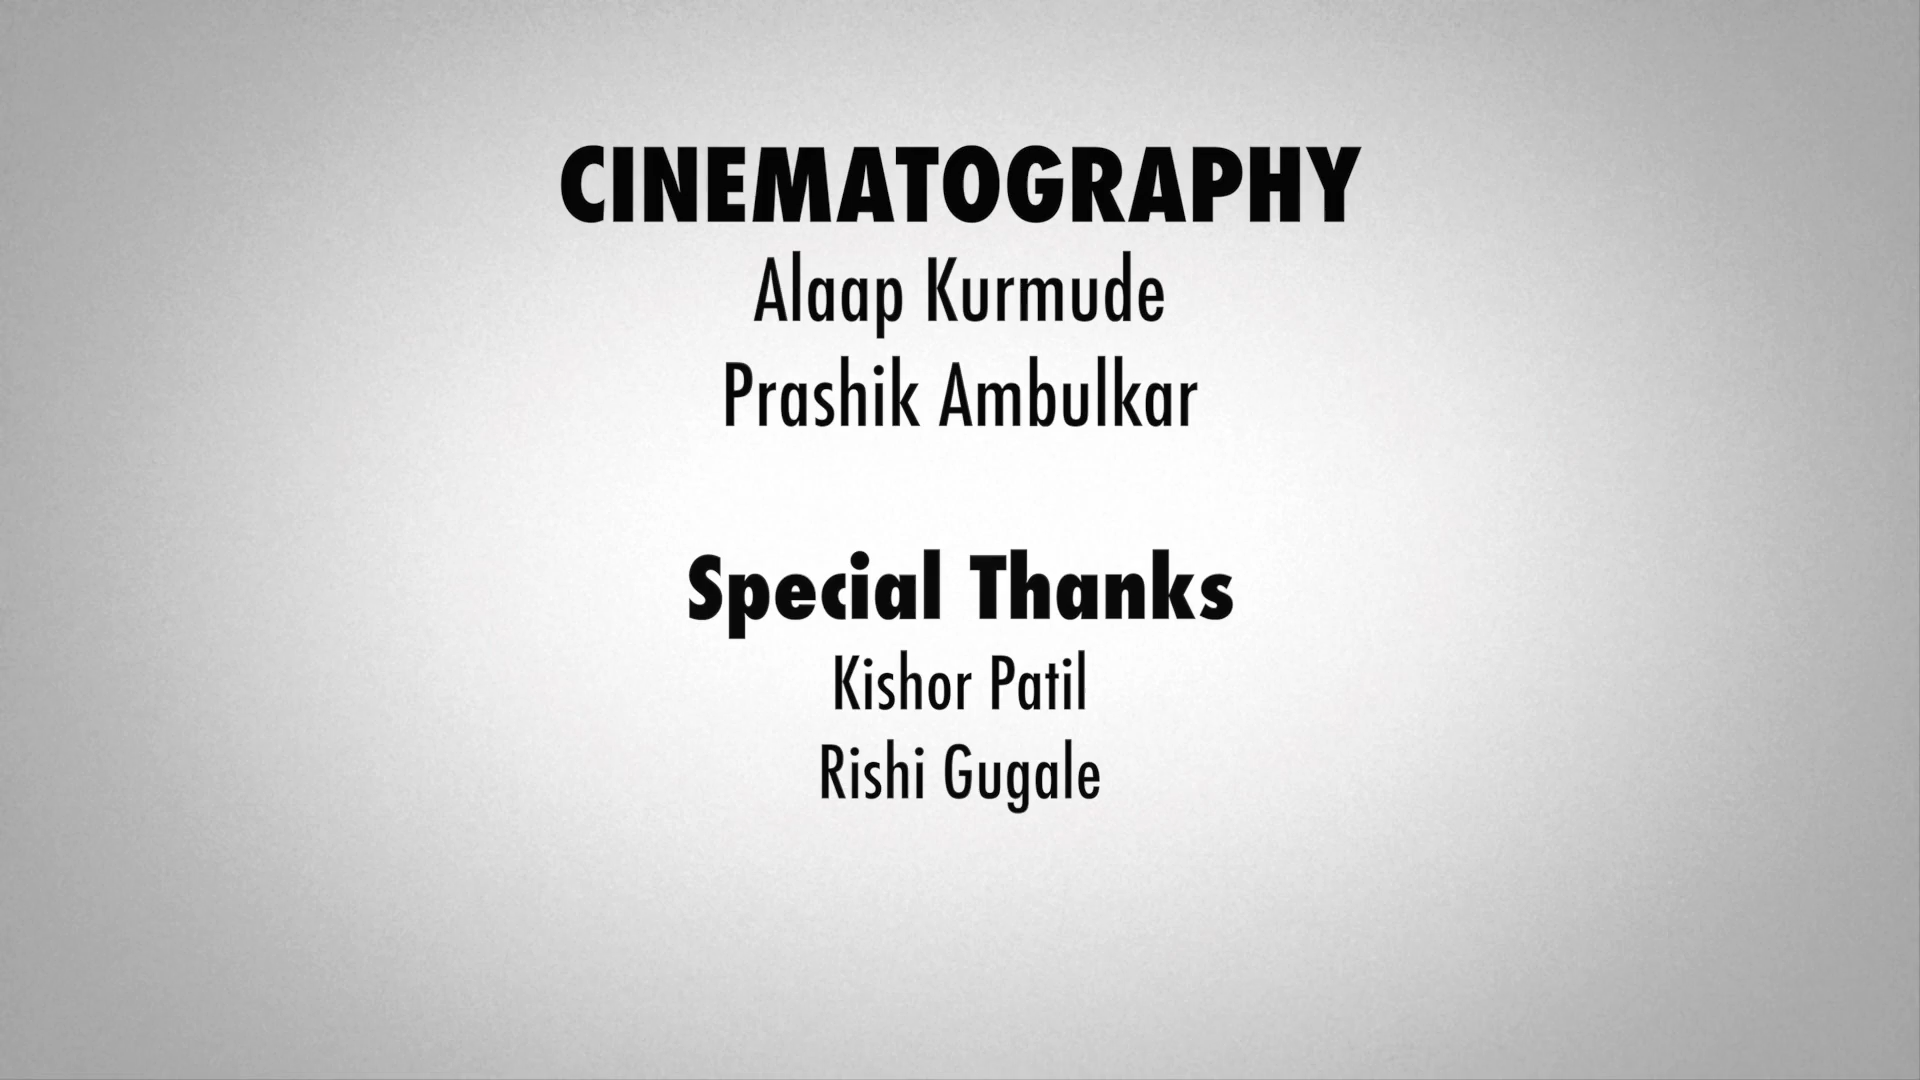 CINEMATOGRAPHY
Alaap Kurmude
Prashik Ambulkar
Special Thanks
Kishor Patil
Rishi Gugale